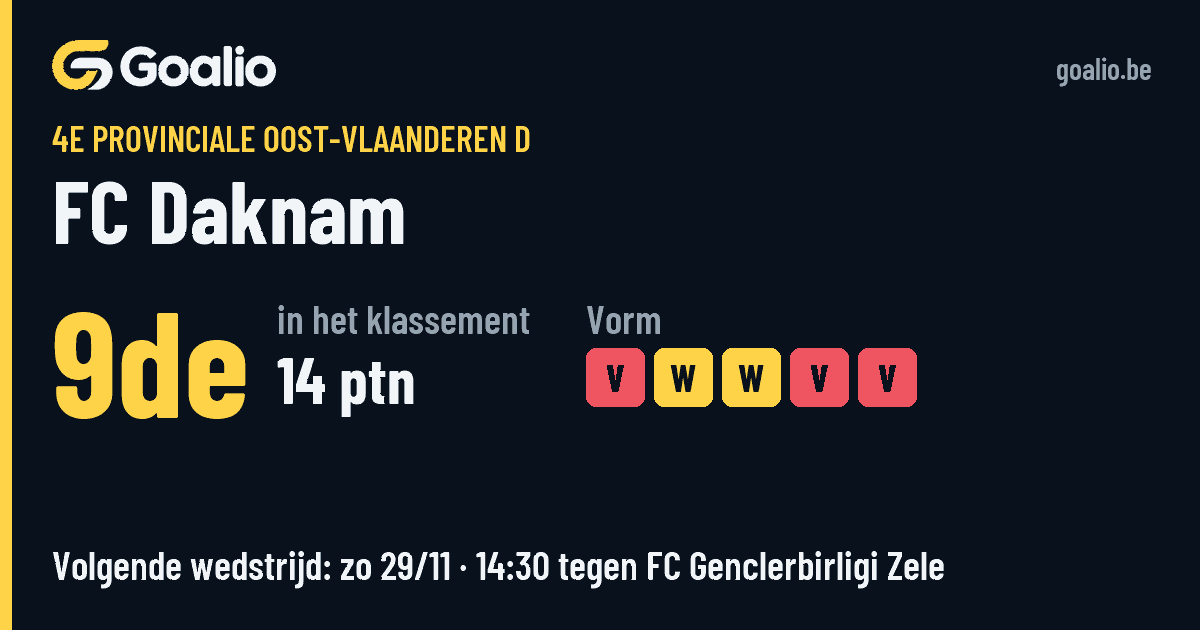 Goalio
goalio.be
4E PROVINCIALE OOST-VLAANDEREN D
FC Daknam
9de
in het klassement
14 ptn
Vorm
V W W V V
Volgende wedstrijd: zo 29/11 · 14:30 tegen FC Genclerbirligi Zele